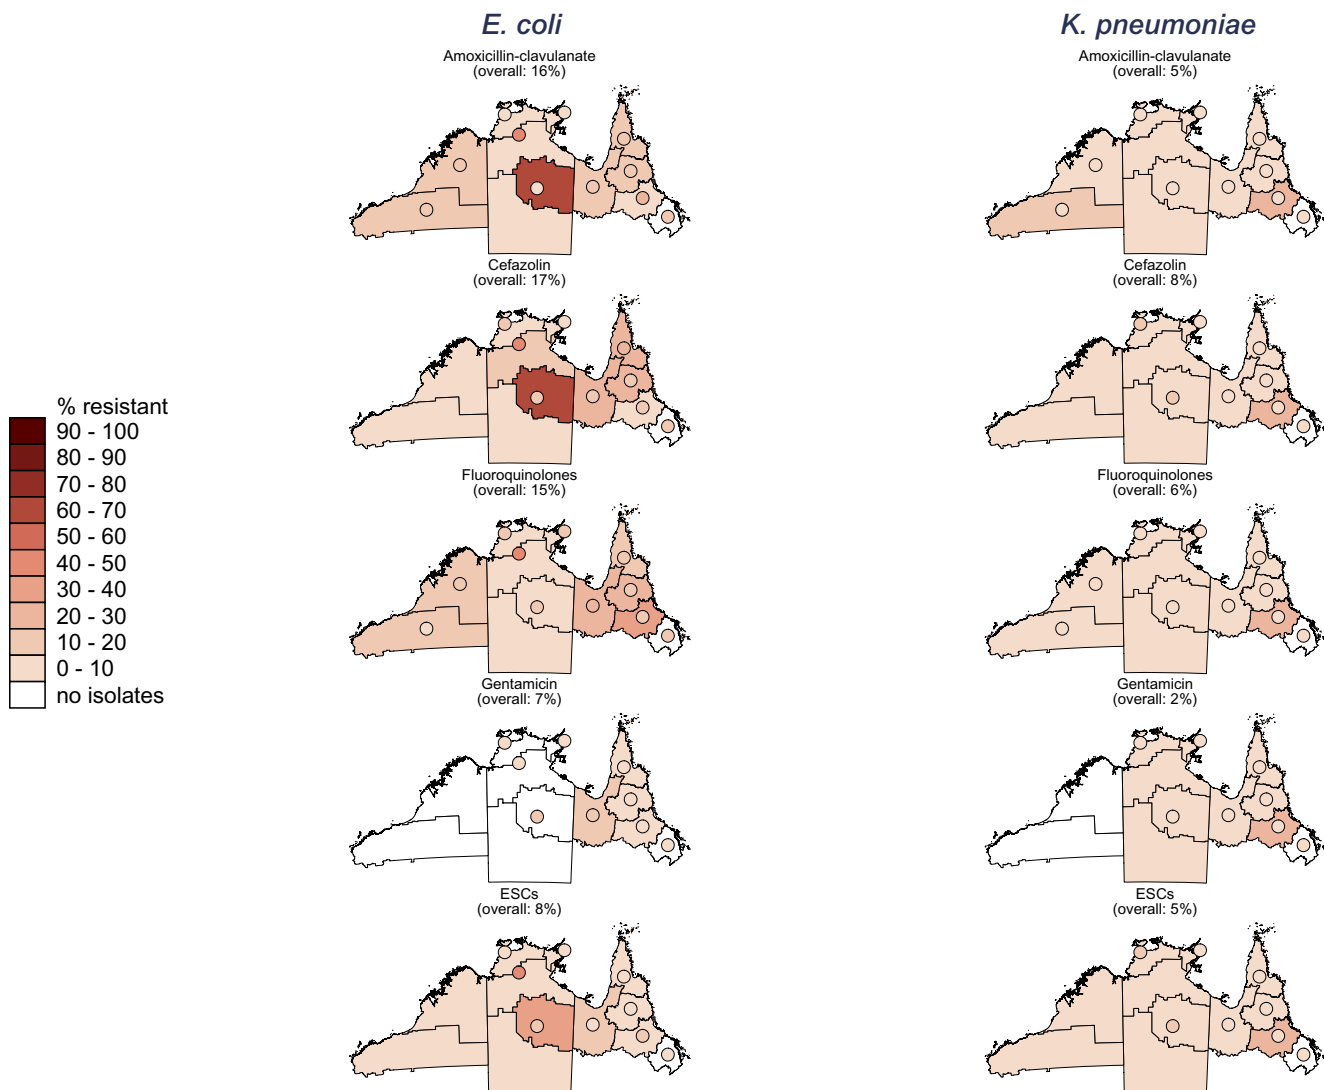 E. coli
K. pneumoniae
Amoxicillin-clavulanate
(overall: 16%)
Amoxicillin-clavulanate
(overall: 5%)
Cefazolin
(overall: 17%)
Cefazolin
(overall: 8%)
% resistant
90 - 100
80 - 90
70 - 80
60 - 70
50 - 60
40 - 50
30 - 40
20 - 30
10 - 20
0 - 10
no isolates
Fluoroquinolones
(overall: 15%)
Fluoroquinolones
(overall: 6%)
Gentamicin
(overall: 7%)
Gentamicin
(overall: 2%)
ESCs
(overall: 8%)
ESCs
(overall: 5%)